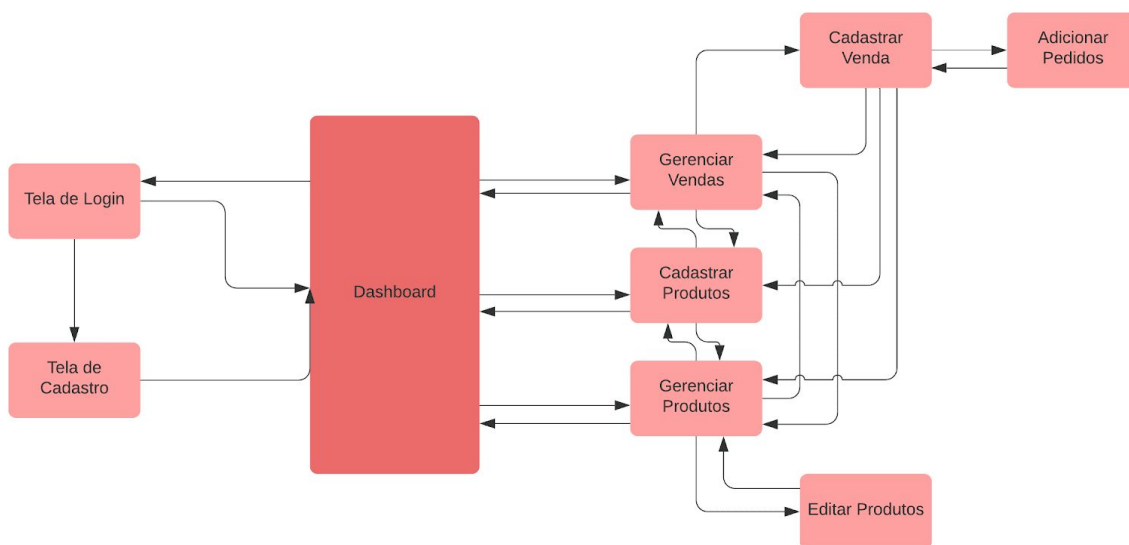 Cadastrar
Venda
Adicionar
Pedidos
Gerenciar
Vendas
Tela de Login
Dashboard
Cadastrar
Produtos
Tela de
Cadastro
Gerenciar
Produtos
Editar Produtos